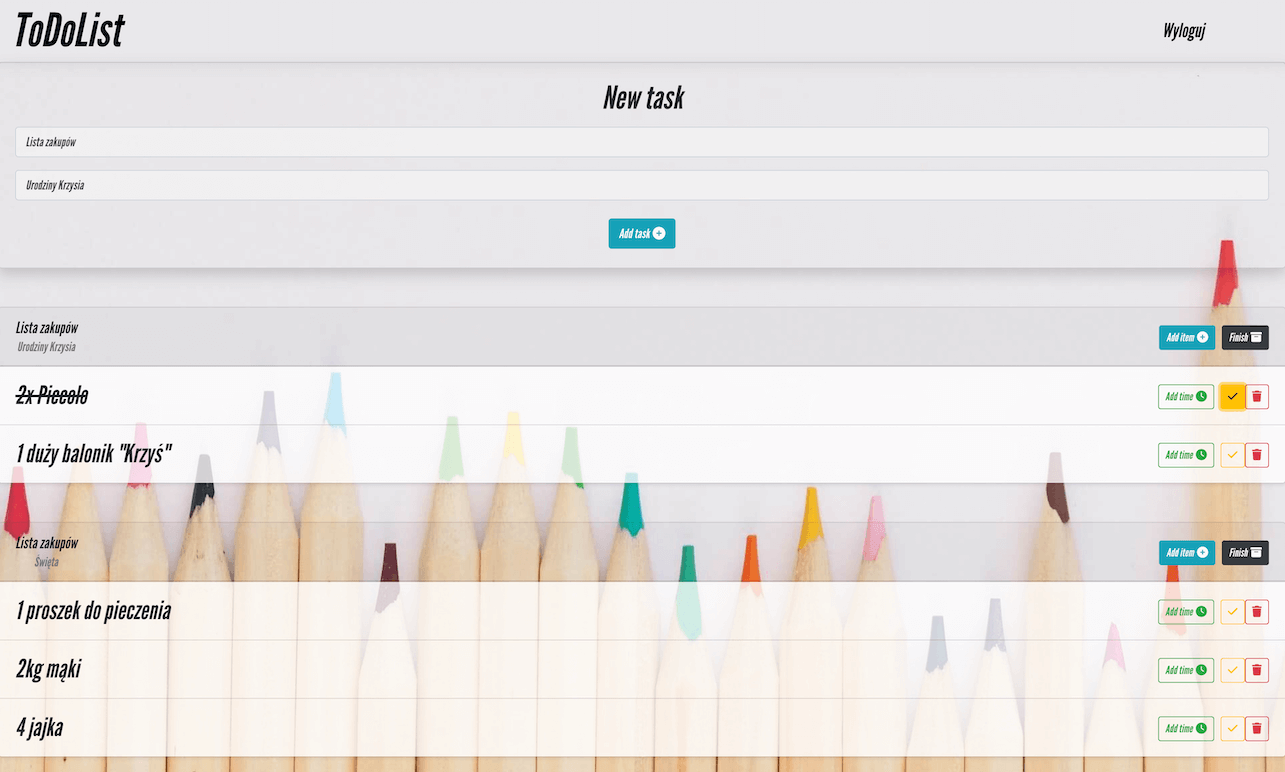 ToDoList
Wyloguj
New task
Lista zakupów
Urodziny Krzysia
Add task
Lista zakupów
Urodziny Krzysia
Add item Finish
2x Piccolo
Add time
1 duży balonik "Krzyś"
Add time
Lista zakupów
Święta
Add item Finish
1 proszek do pieczenia
Add time
2kg mąki
Add time
4 jajka
Add time